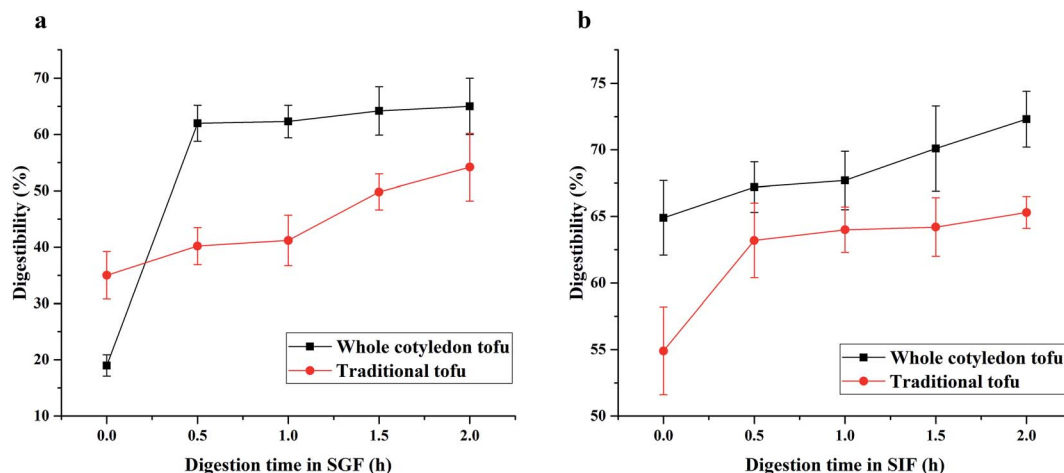 a
Digestibility (%)
70
60
50
40
30
20
10
Whole cotyledon tofu
Traditional tofu
0.0 0.5 1.0 1.5 2.0
Digestion time in SGF (h)
b
Digestibility (%)
75
70
65
60
55
50
Whole cotyledon tofu
Traditional tofu
0.0 0.5 1.0 1.5 2.0
Digestion time in SIF (h)